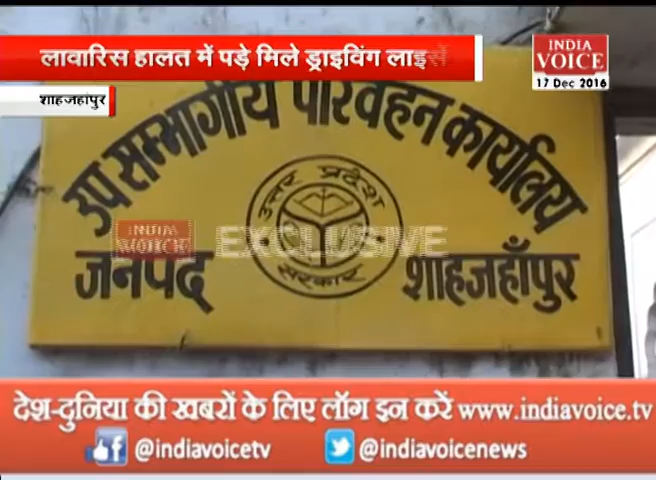 लावारिस हालत में पड़े मिले ड्राइविंग लाइसें
INDIA
VOICE
17 Dec 2016
शाहजहांपुर
उप सम्भागीय परिवहन कार्यालय
उत्तर प्रदेश
सरकार
INDIA
VOICE
EXCLUSIVE
जनपद
शाहजहाँपुर
देश-दुनिया की खबरों के लिए लॉग इन करें www.indiavoice.tv
@indiavoicetv
@indiavoicenews